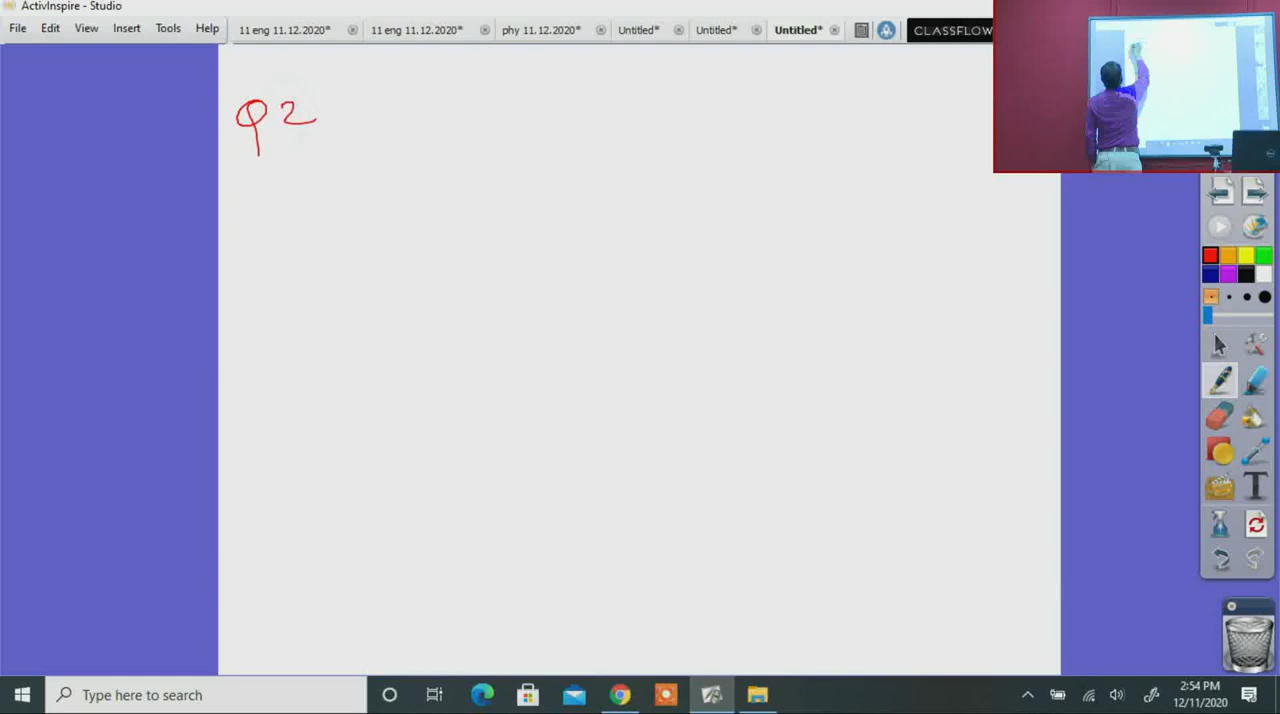 ActivInspire - Studio
File Edit View Insert Tools Help
11 eng 11.12.2020* 11 eng 11.12.2020* phy 11.12.2020* Untitled* Untitled* Untitled* CLASSFLOW
Q2
T
Type here to search
2:54 PM
12/11/2020